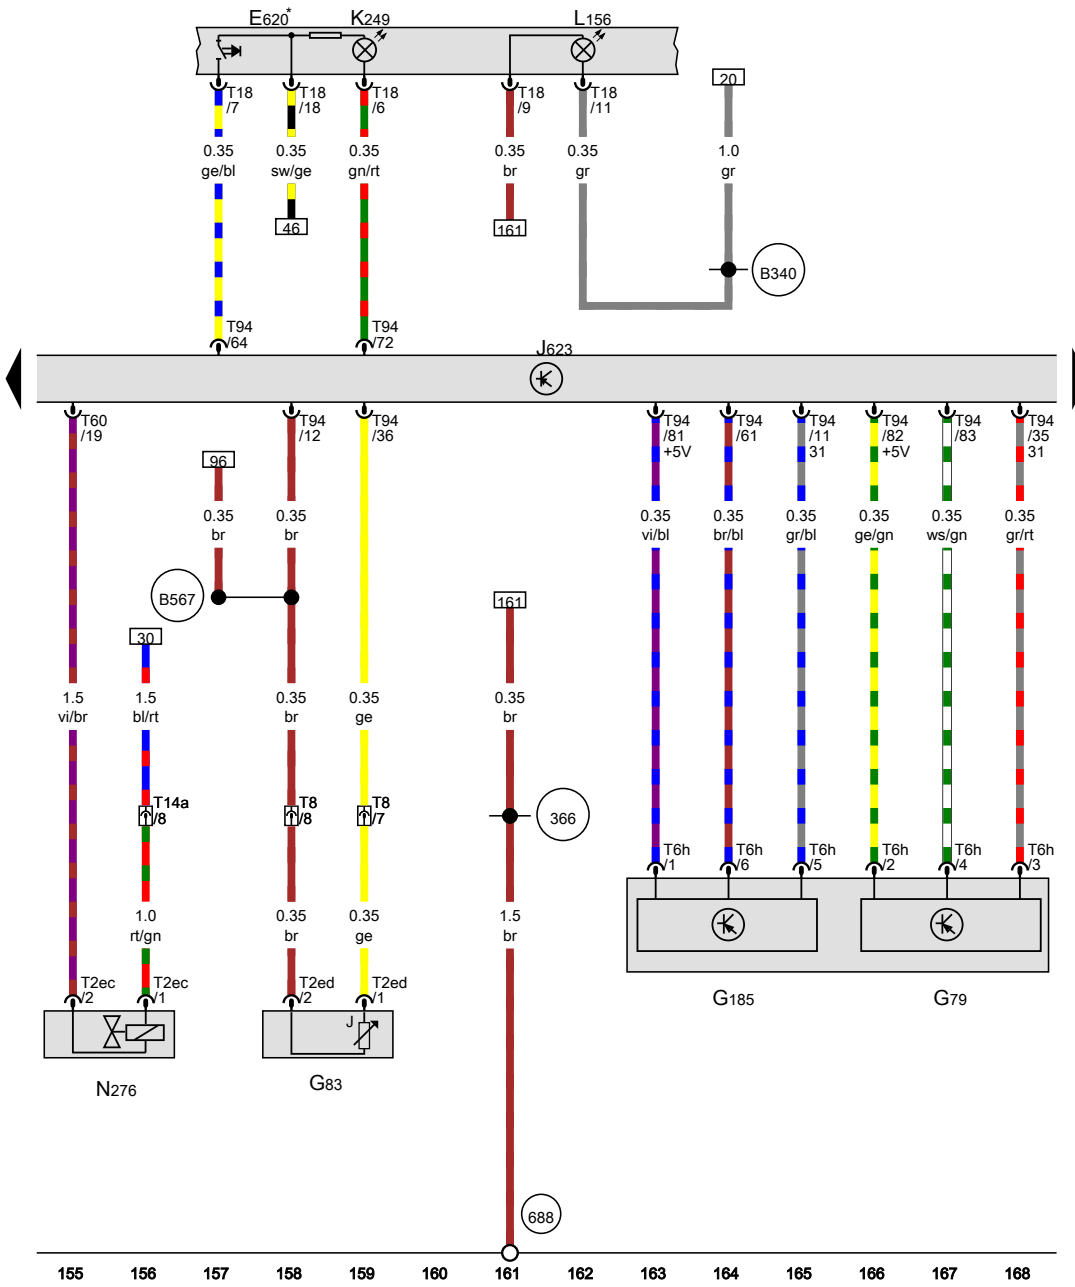 E620* K249 L156
T18 T18 T18 T18 T18 20
/7 /18 /6 /9 /11
0.35 0.35 0.35 0.35 0.35 1.0
ge/bl sw/ge gn/rt br gr gr
46 161
B340
T94 T94
/64 /72
J623
T60 T94 T94 T94 T94 T94 T94 T94 T94
/19 /12 /36 /81 /61 /11 /82 /83 /35
+5V 31 +5V 31
96
0.35 0.35 0.35 0.35 0.35 0.35 0.35 0.35
br br vi/bl br/bl gr/bl ge/gn ws/gn gr/rt
B567 161
30
1.5 1.5 0.35 0.35 0.35
vi/br bl/rt br ge br
T14a T8 T8
/8 /8 /7
366
T6h T6h T6h T6h T6h T6h
/1 /6 /5 /2 /4 /3
1.0 0.35 0.35 1.5
rt/gn br ge br
T2ec T2ec T2ed T2ed
/2 /1 /2 /1
G185 G79
J
N276 G83
688
155 156 157 158 159 160 161 162 163 164 165 166 167 168